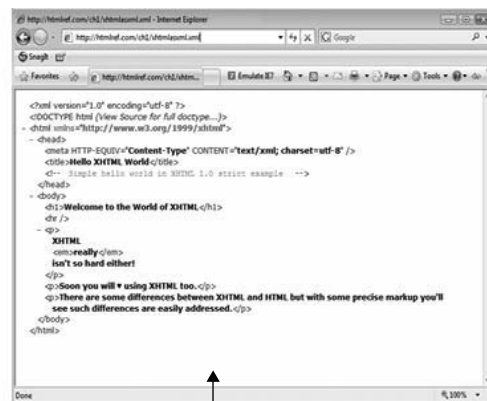 http://htmlref.com/ch1/xhtmlasxml.xml - Internet Explorer
http://htmlref.com/ch1/xhtmlasxml.xml Google
SnagIt
Favorites http://htmlref.com/ch1/xhtm... Emulate IE7 Page Tools
<?xml version="1.0" encoding="utf-8" ?>
<!DOCTYPE html (View Source for full doctype...)>
- <html xmlns="http://www.w3.org/1999/xhtml">
- <head>
<meta HTTP-EQUIV="Content-Type" CONTENT="text/xml; charset=utf-8" />
<title>Hello XHTML World</title>
<!-- Simple hello world in XHTML 1.0 strict example -->
</head>
- <body>
<h1>Welcome to the World of XHTML</h1>
<hr />
- <p>
XHTML
<em>really</em>
isn't so hard either!
</p>
<p>Soon you will ♥ using XHTML too.</p>
<p>There are some differences between XHTML and HTML but with some precise markup you'll
see such differences are easily addressed.</p>
</body>
</html>
Done 100%